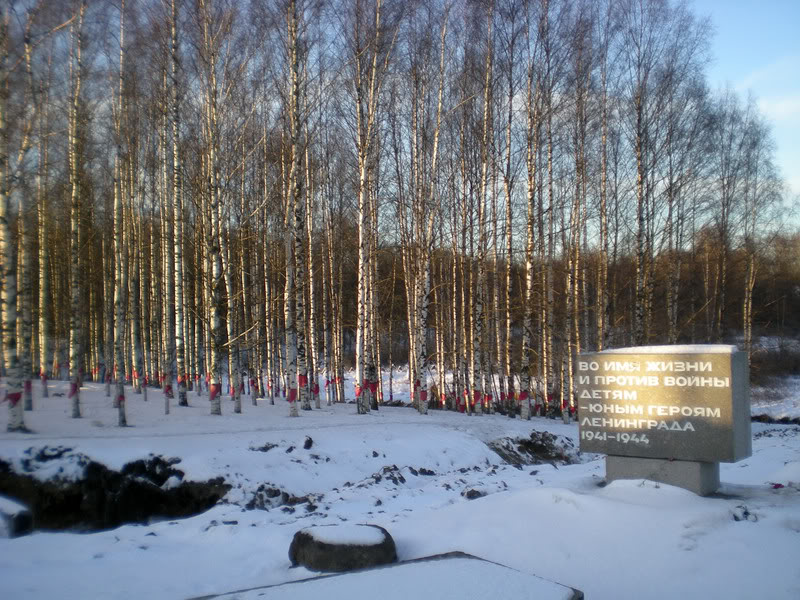 ВО ИМЯ ЖИЗНИ
И ПРОТИВ ВОЙНЫ
ДЕТЯМ
-ЮНЫМ ГЕРОЯМ
ЛЕНИНГРАДА
1941-1944